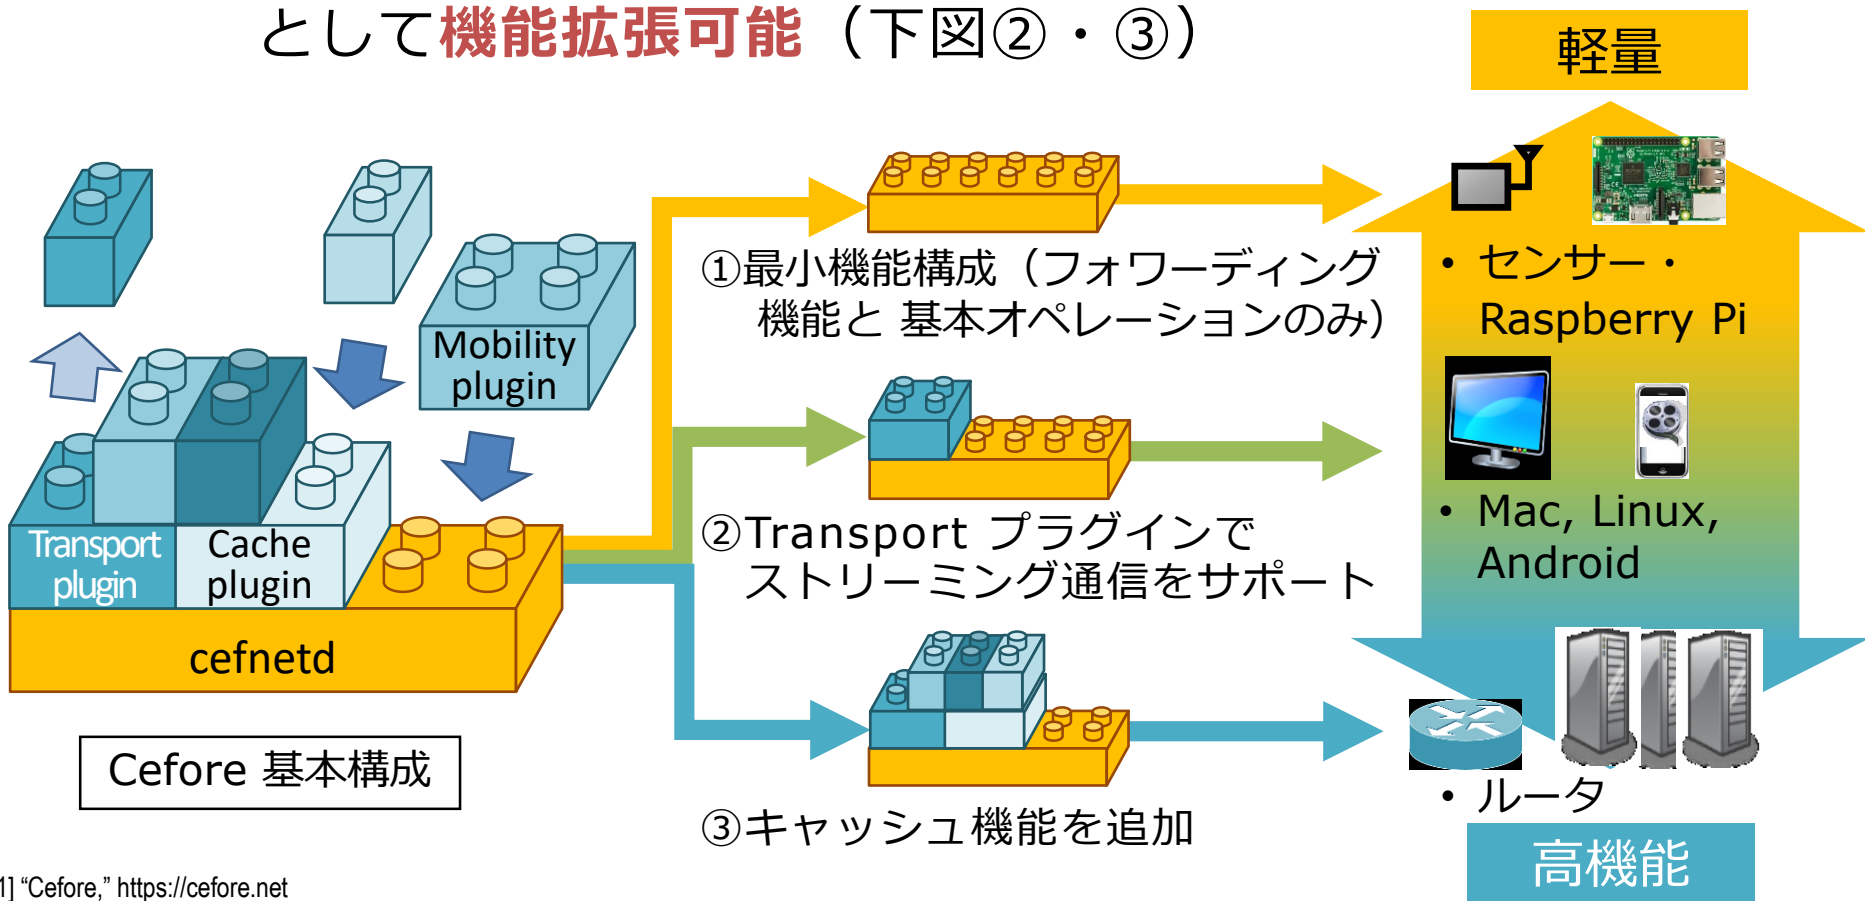 として機能拡張可能（下図②・③）
軽量
Mobility
plugin
Transport
plugin
Cache
plugin
cefnetd
Cefore 基本構成
①最小機能構成（フォワーディング
機能と 基本オペレーションのみ）
②Transport プラグインで
ストリーミング通信をサポート
③キャッシュ機能を追加
• センサー・
Raspberry Pi
• Mac, Linux,
Android
• ルータ
高機能
1] “Cefore,” https://cefore.net